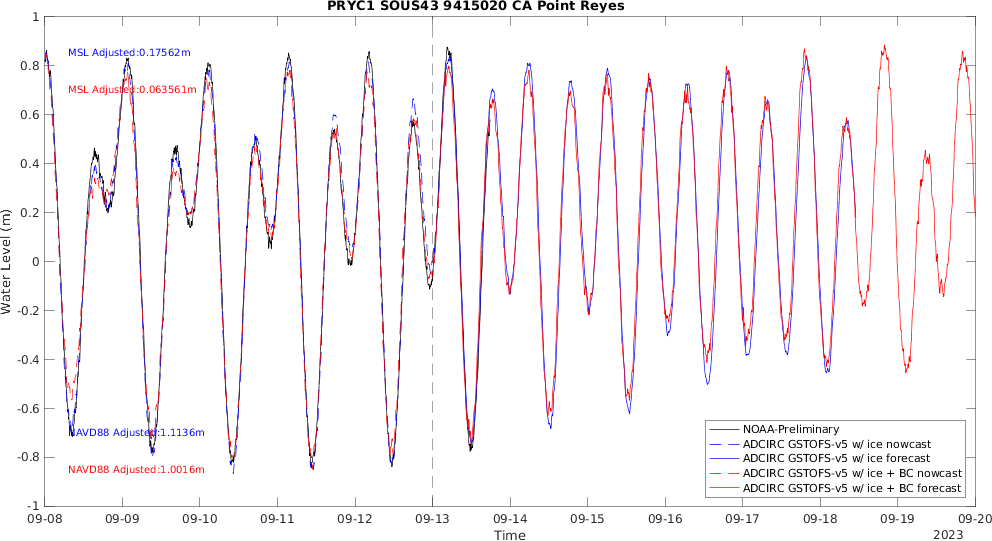 PRYC1 SOUS43 9415020 CA Point Reyes
1
0.8
0.6
0.4
0.2
0
-0.2
-0.4
-0.6
-0.8
-1
Water Level (m)
MSL Adjusted:0.17562m
MSL Adjusted:0.063561m
NAVD88 Adjusted:1.1136m
NAVD88 Adjusted:1.0016m
NOAA-Preliminary
ADCIRC GSTOFS-v5 w/ ice nowcast
ADCIRC GSTOFS-v5 w/ ice forecast
ADCIRC GSTOFS-v5 w/ ice + BC nowcast
ADCIRC GSTOFS-v5 w/ ice + BC forecast
09-08 09-09 09-10 09-11 09-12 09-13 09-14 09-15 09-16 09-17 09-18 09-19 09-20
Time
2023